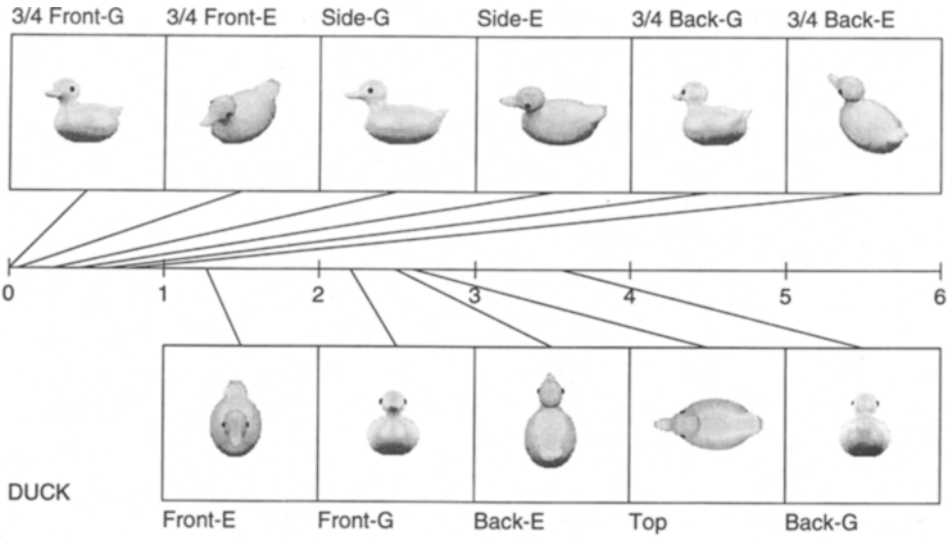 3/4 Front-G 3/4 Front-E Side-G Side-E 3/4 Back-G 3/4 Back-E
0 1 2 3 4 5 6
DUCK
Front-E Front-G Back-E Top Back-G